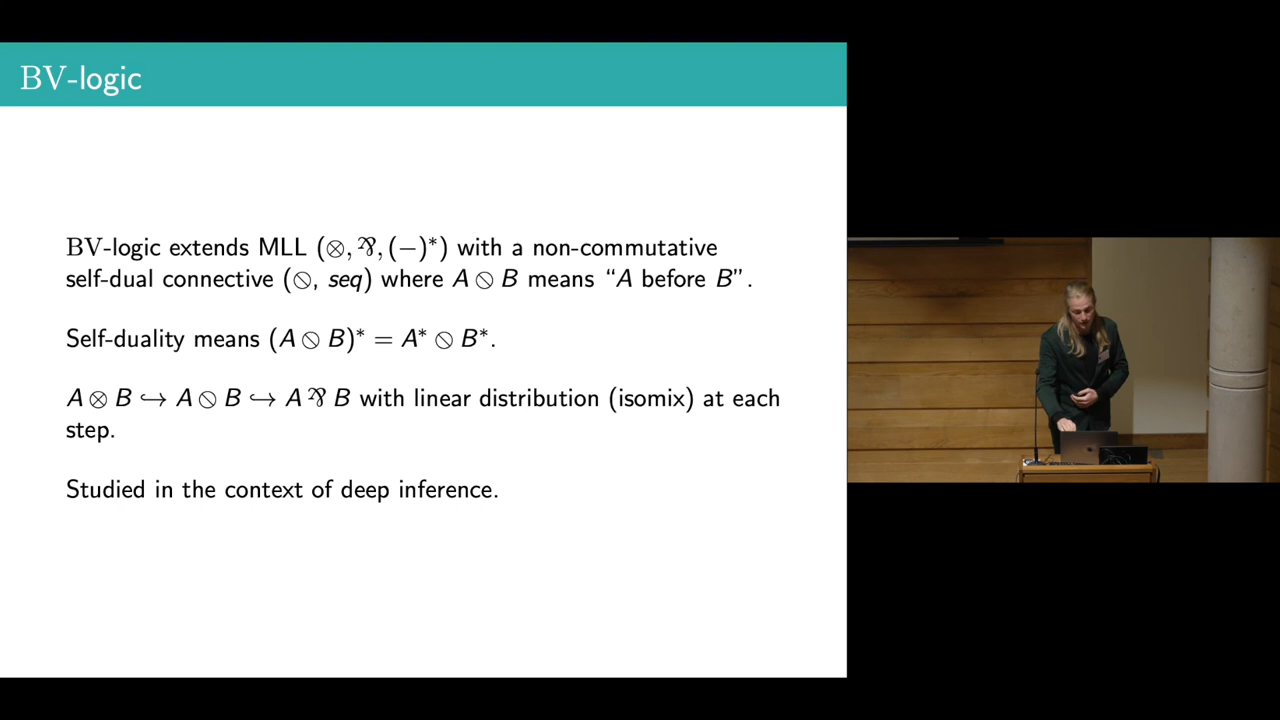 BV-logic
BV-logic extends MLL (⊗, ⅋, (−)*) with a non-commutative
self-dual connective (⦸, seq) where A ⦸ B means “A before B”.
Self-duality means (A ⦸ B)* = A* ⦸ B*.
A ⊗ B ↪ A ⦸ B ↪ A ⅋ B with linear distribution (isomix) at each
step.
Studied in the context of deep inference.